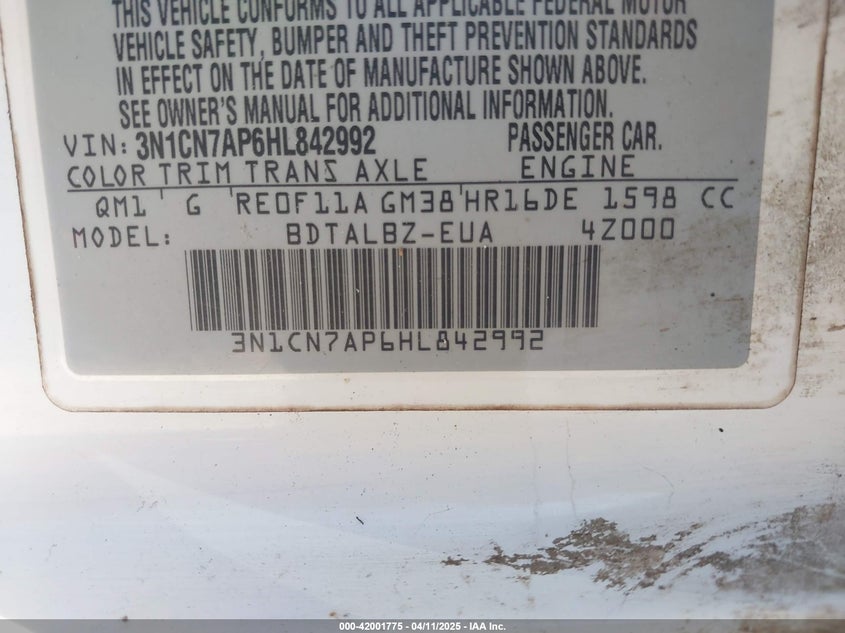 THIS VEHICLE CONFORMS TO ALL APPLICABLE FEDERAL MOTOR
VEHICLE SAFETY, BUMPER AND THEFT PREVENTION STANDARDS
IN EFFECT ON THE DATE OF MANUFACTURE SHOWN ABOVE.
SEE OWNER'S MANUAL FOR ADDITIONAL INFORMATION.
VIN: 3N1CN7AP6HL842992 PASSENGER CAR.
COLOR TRIM TRANS AXLE ENGINE
QM1 G RE0F11A GM38 HR16DE 1598 CC
MODEL: BDTALBZ-EUA 4Z000
3N1CN7AP6HL842992
000-42001775 04/11/2025 IAA Inc.